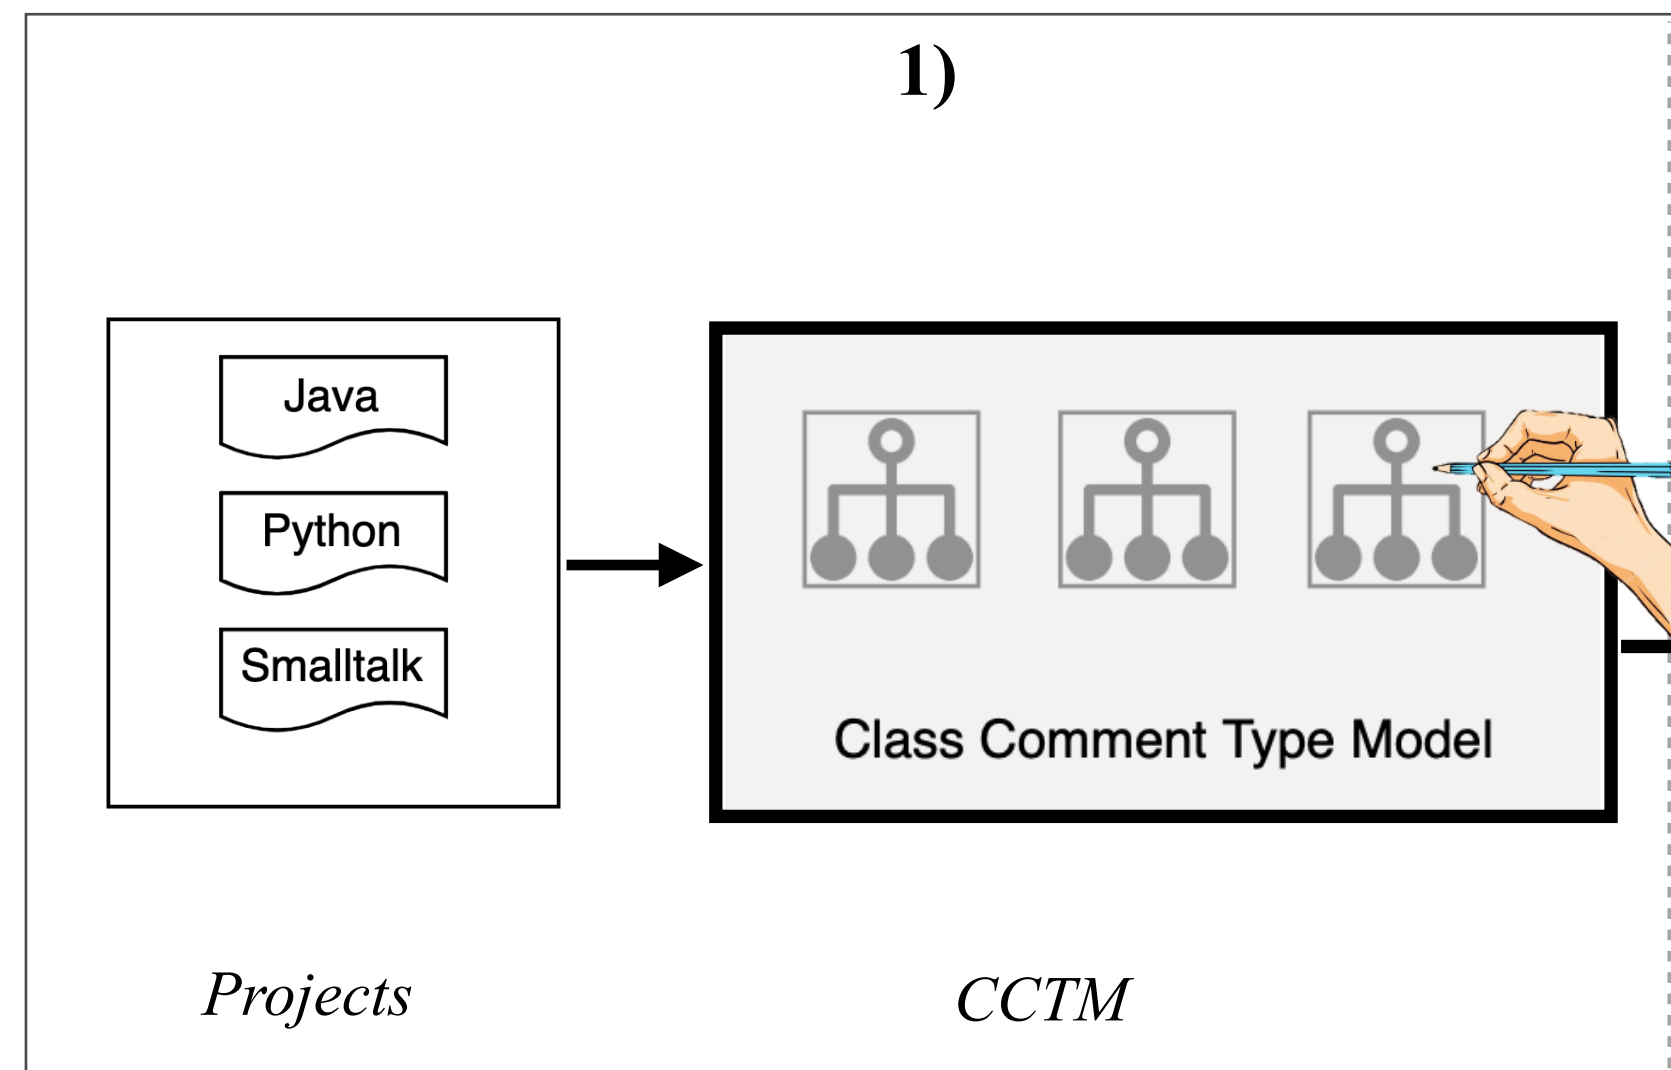 1)
Java
Python
Smalltalk
Class Comment Type Model
Projects
CCTM